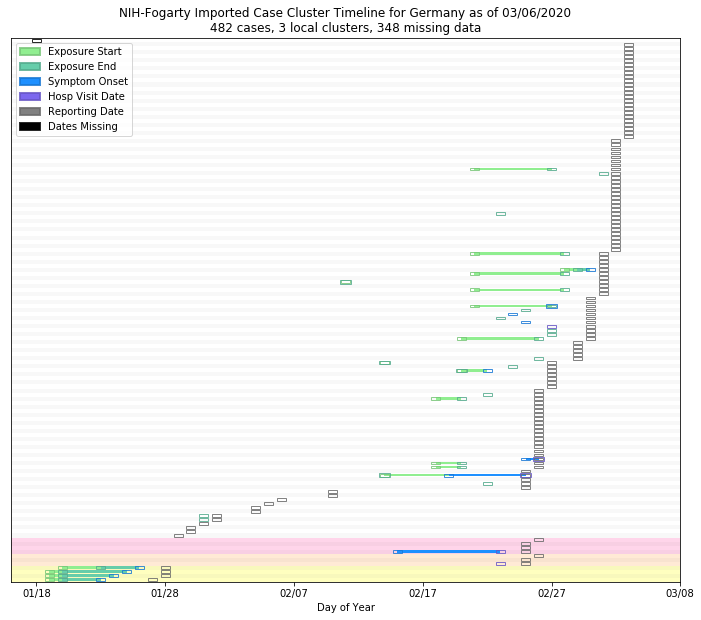 NIH-Fogarty Imported Case Cluster Timeline for Germany as of 03/06/2020
482 cases, 3 local clusters, 348 missing data
Exposure Start
Exposure End
Symptom Onset
Hosp Visit Date
Reporting Date
Dates Missing
01/18
01/28
02/07
02/17
02/27
03/08
Day of Year